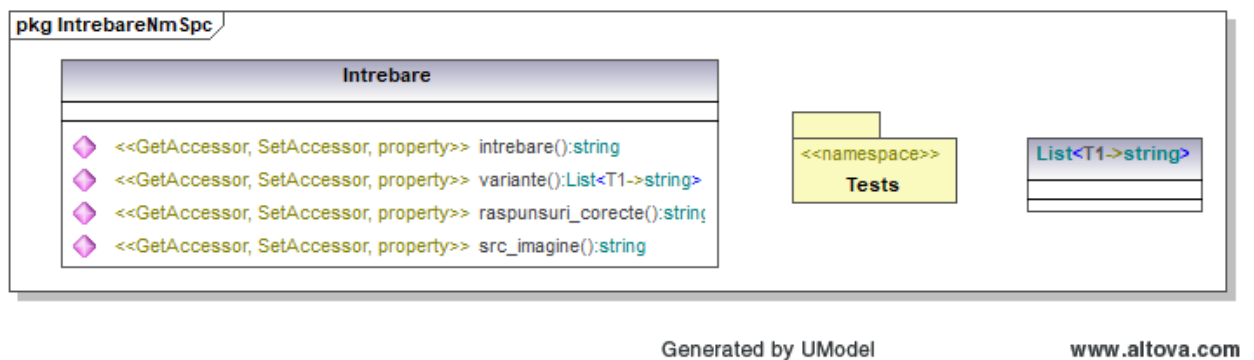 pkg IntrebareNmSpc
Intrebare
<<GetAccessor, SetAccessor, property>> intrebare():string
<<GetAccessor, SetAccessor, property>> variante():List<T1->string>
<<GetAccessor, SetAccessor, property>> raspunsuri_corecte():string
<<GetAccessor, SetAccessor, property>> src_imagine():string
<<namespace>>
Tests
List<T1->string>
Generated by UModel
www.altova.com